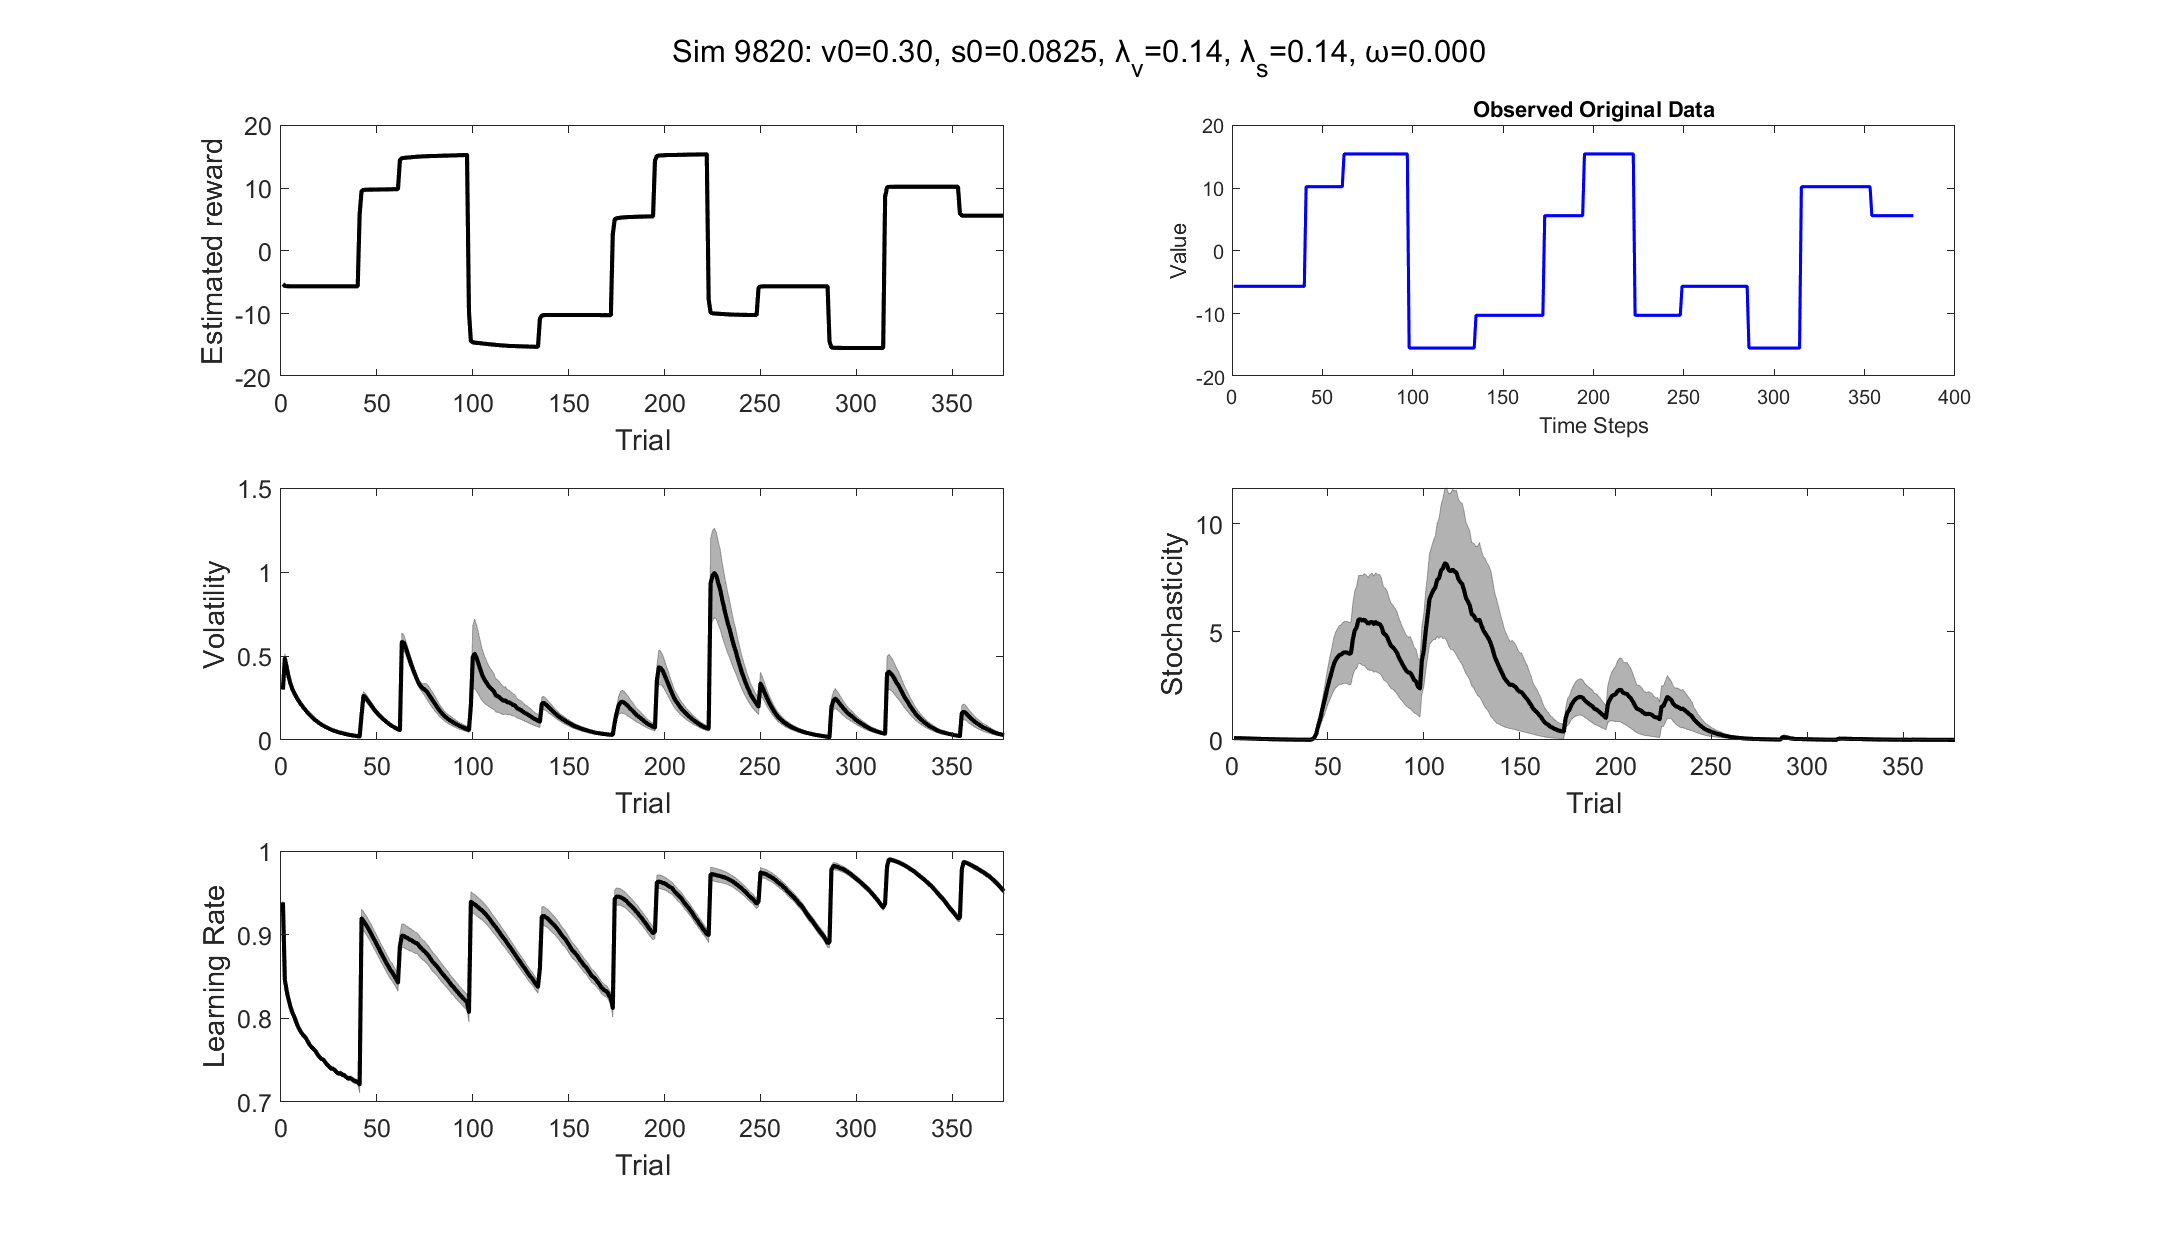 Sim 9820: v0=0.30, s0=0.0825, λv=0.14, λs=0.14, ω=0.000
Estimated reward
20
10
0
-10
-20
0 50 100 150 200 250 300 350
Trial
Observed Original Data
Value
20
10
0
-10
-20
0 50 100 150 200 250 300 350 400
Time Steps
Volatility
1.5
1
0.5
0
0 50 100 150 200 250 300 350
Trial
Stochasticity
10
5
0
0 50 100 150 200 250 300 350
Trial
Learning Rate
1
0.9
0.8
0.7
0 50 100 150 200 250 300 350
Trial